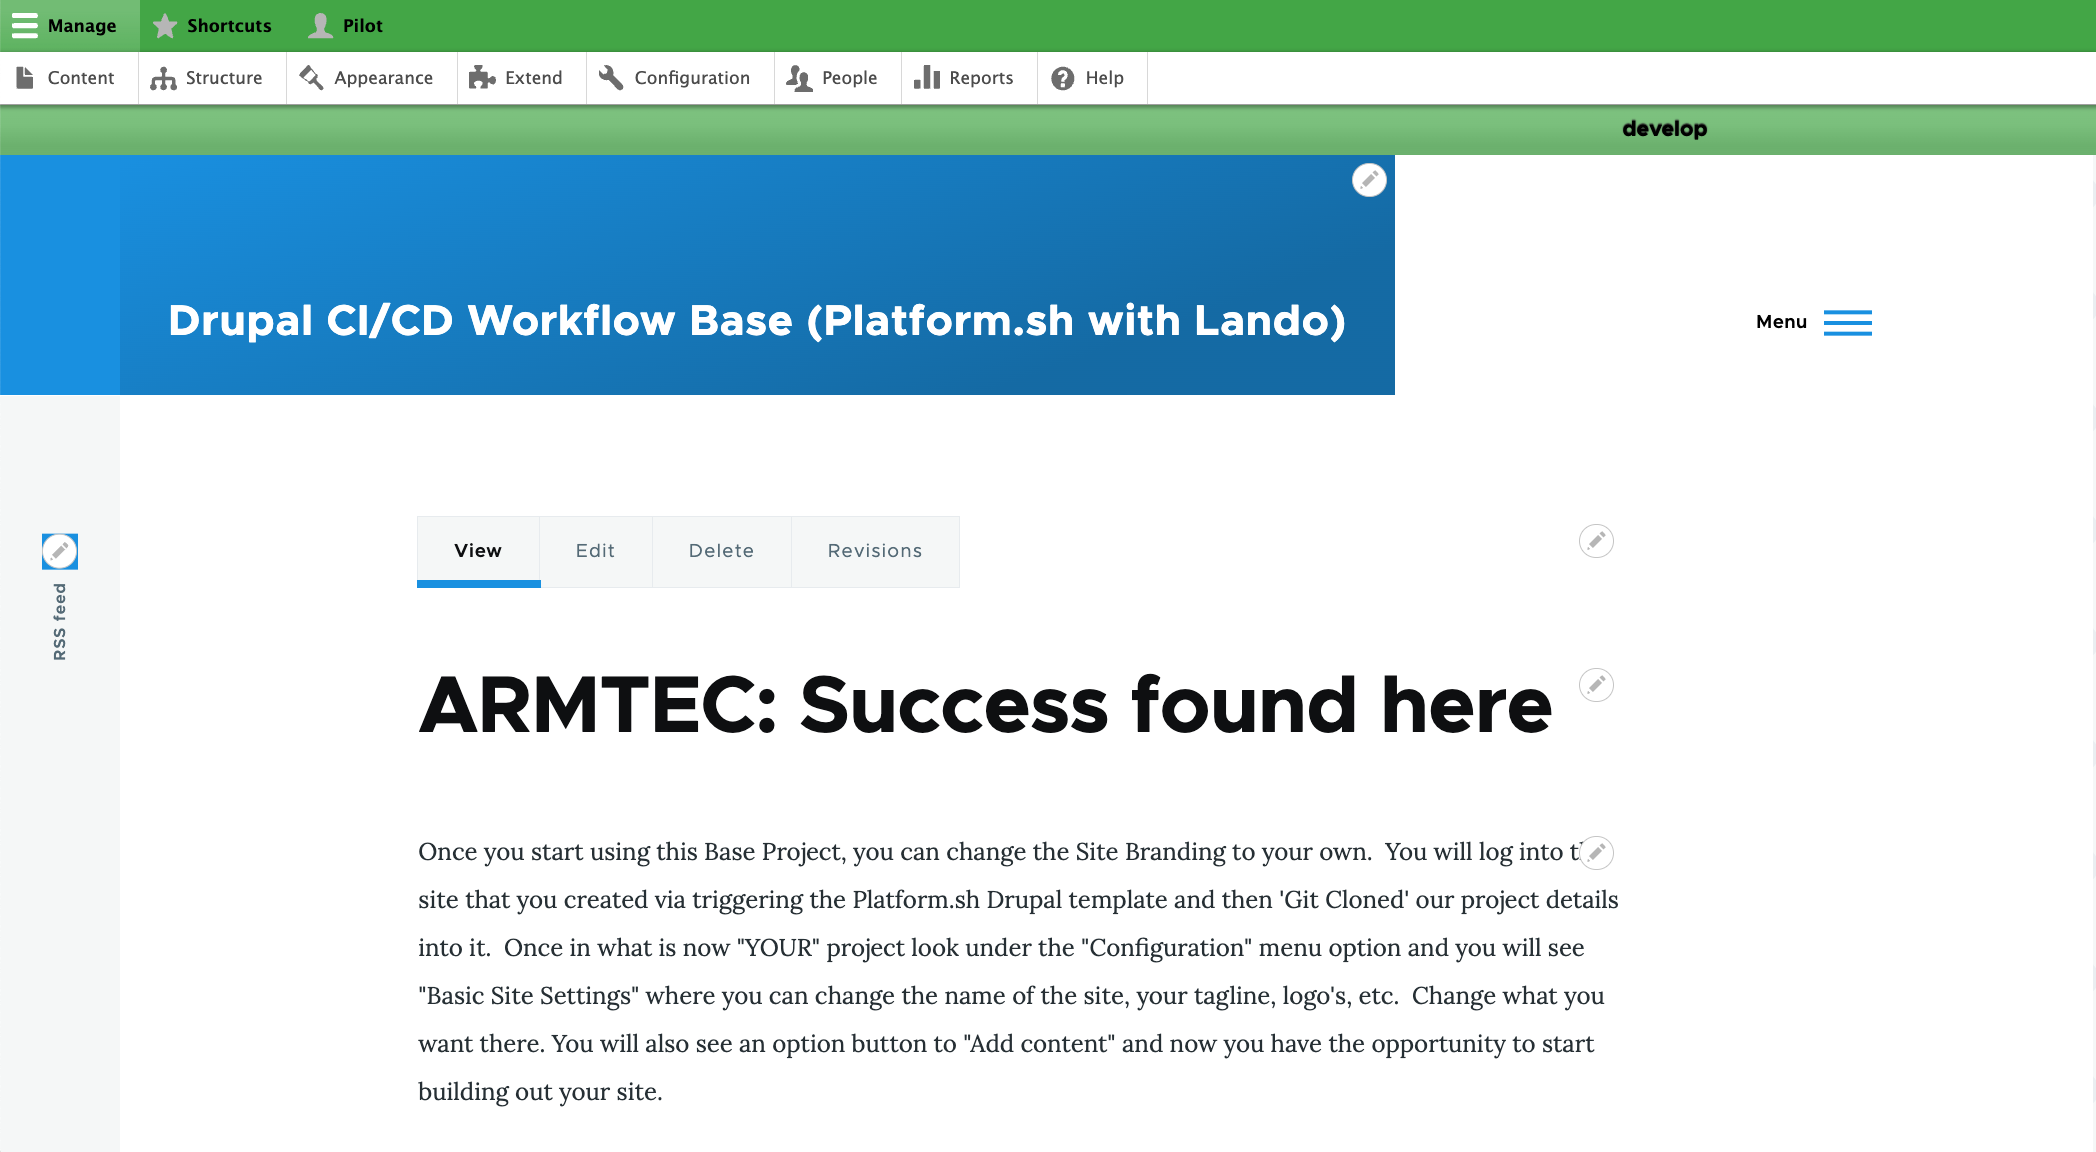 Manage Shortcuts Pilot
Content Structure Appearance Extend Configuration People Reports Help
develop
Drupal CI/CD Workflow Base (Platform.sh with Lando)
Menu
View Edit Delete Revisions
RSS feed
ARMTEC: Success found here
Once you start using this Base Project, you can change the Site Branding to your own.  You will log into
site that you created via triggering the Platform.sh Drupal template and then 'Git Cloned' our project details
into it.  Once in what is now "YOUR" project look under the "Configuration" menu option and you will see
"Basic Site Settings" where you can change the name of the site, your tagline, logo's, etc.  Change what you
want there. You will also see an option button to "Add content" and now you have the opportunity to start
building out your site.